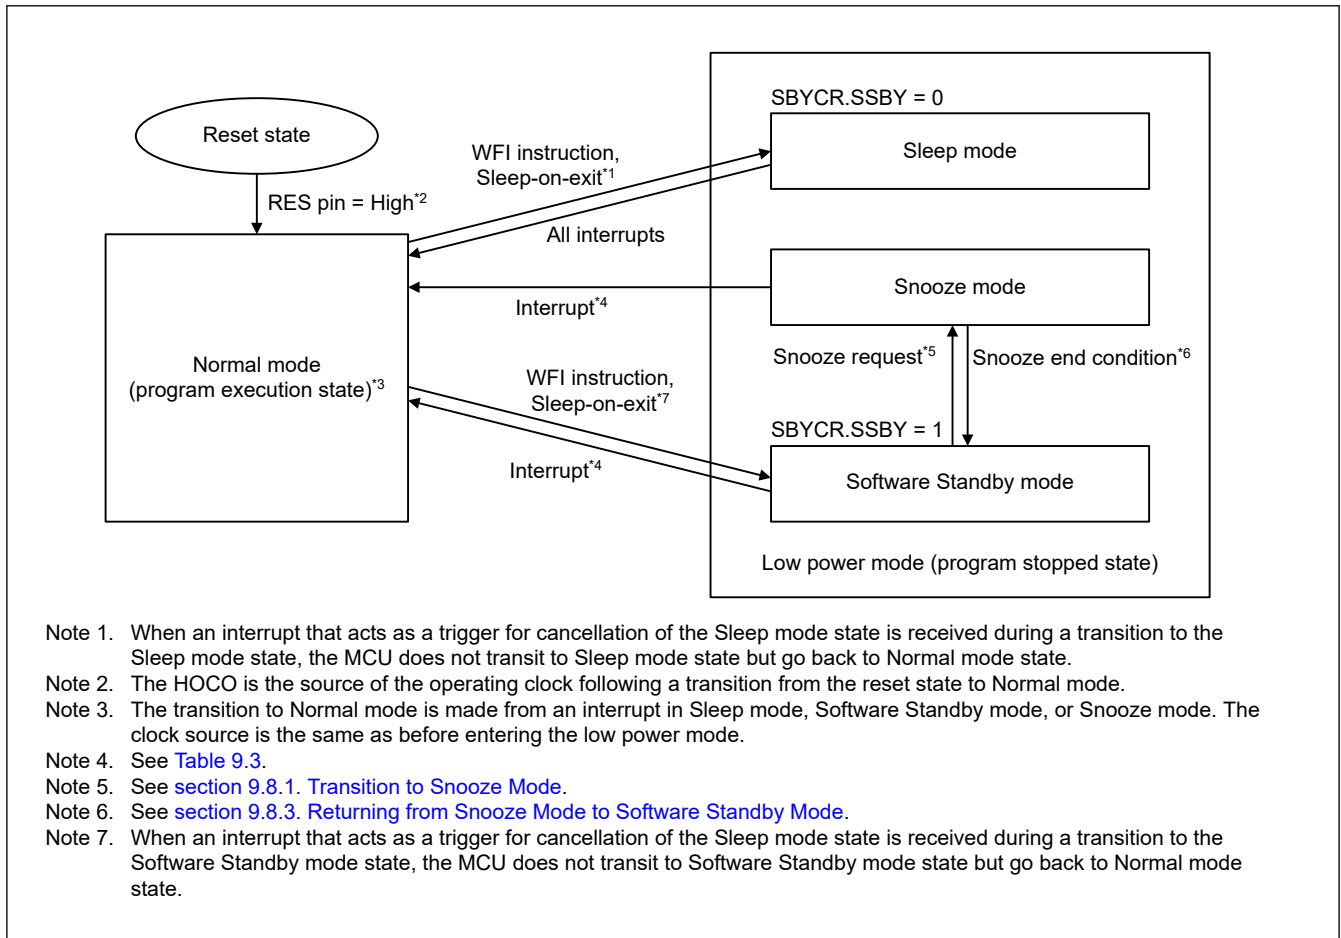 SBYCR.SSBY = 0
Reset state
Sleep mode
WFI instruction,
Sleep-on-exit*1
RES pin = High*2
All interrupts
Snooze mode
Interrupt*4
Normal mode
(program execution state)*3
Snooze request*5
Snooze end condition*6
WFI instruction,
Sleep-on-exit*7
SBYCR.SSBY = 1
Interrupt*4
Software Standby mode
Low power mode (program stopped state)
Note 1. When an interrupt that acts as a trigger for cancellation of the Sleep mode state is received during a transition to the
Sleep mode state, the MCU does not transit to Sleep mode state but go back to Normal mode state.
Note 2. The HOCO is the source of the operating clock following a transition from the reset state to Normal mode.
Note 3. The transition to Normal mode is made from an interrupt in Sleep mode, Software Standby mode, or Snooze mode. The
clock source is the same as before entering the low power mode.
Note 4. See Table 9.3.
Note 5. See section 9.8.1. Transition to Snooze Mode.
Note 6. See section 9.8.3. Returning from Snooze Mode to Software Standby Mode.
Note 7. When an interrupt that acts as a trigger for cancellation of the Sleep mode state is received during a transition to the
Software Standby mode state, the MCU does not transit to Software Standby mode state but go back to Normal mode
state.